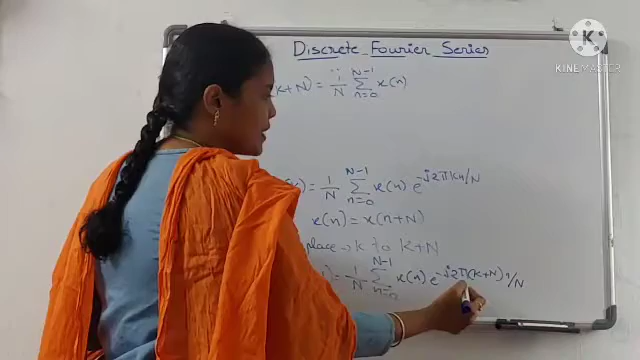 Discrete Fourier Series
KINEMASTER
(k+N) = 1/N Σ_{n=0}^{N-1} x(n)
) = 1/N Σ_{n=0}^{N-1} x(n) e^{-j2πkn/N}
x(n) = x(n+N)
place → k to k+N
) = 1/N Σ_{n=0}^{N-1} x(n) e^{-j2π(k+N)n/N}